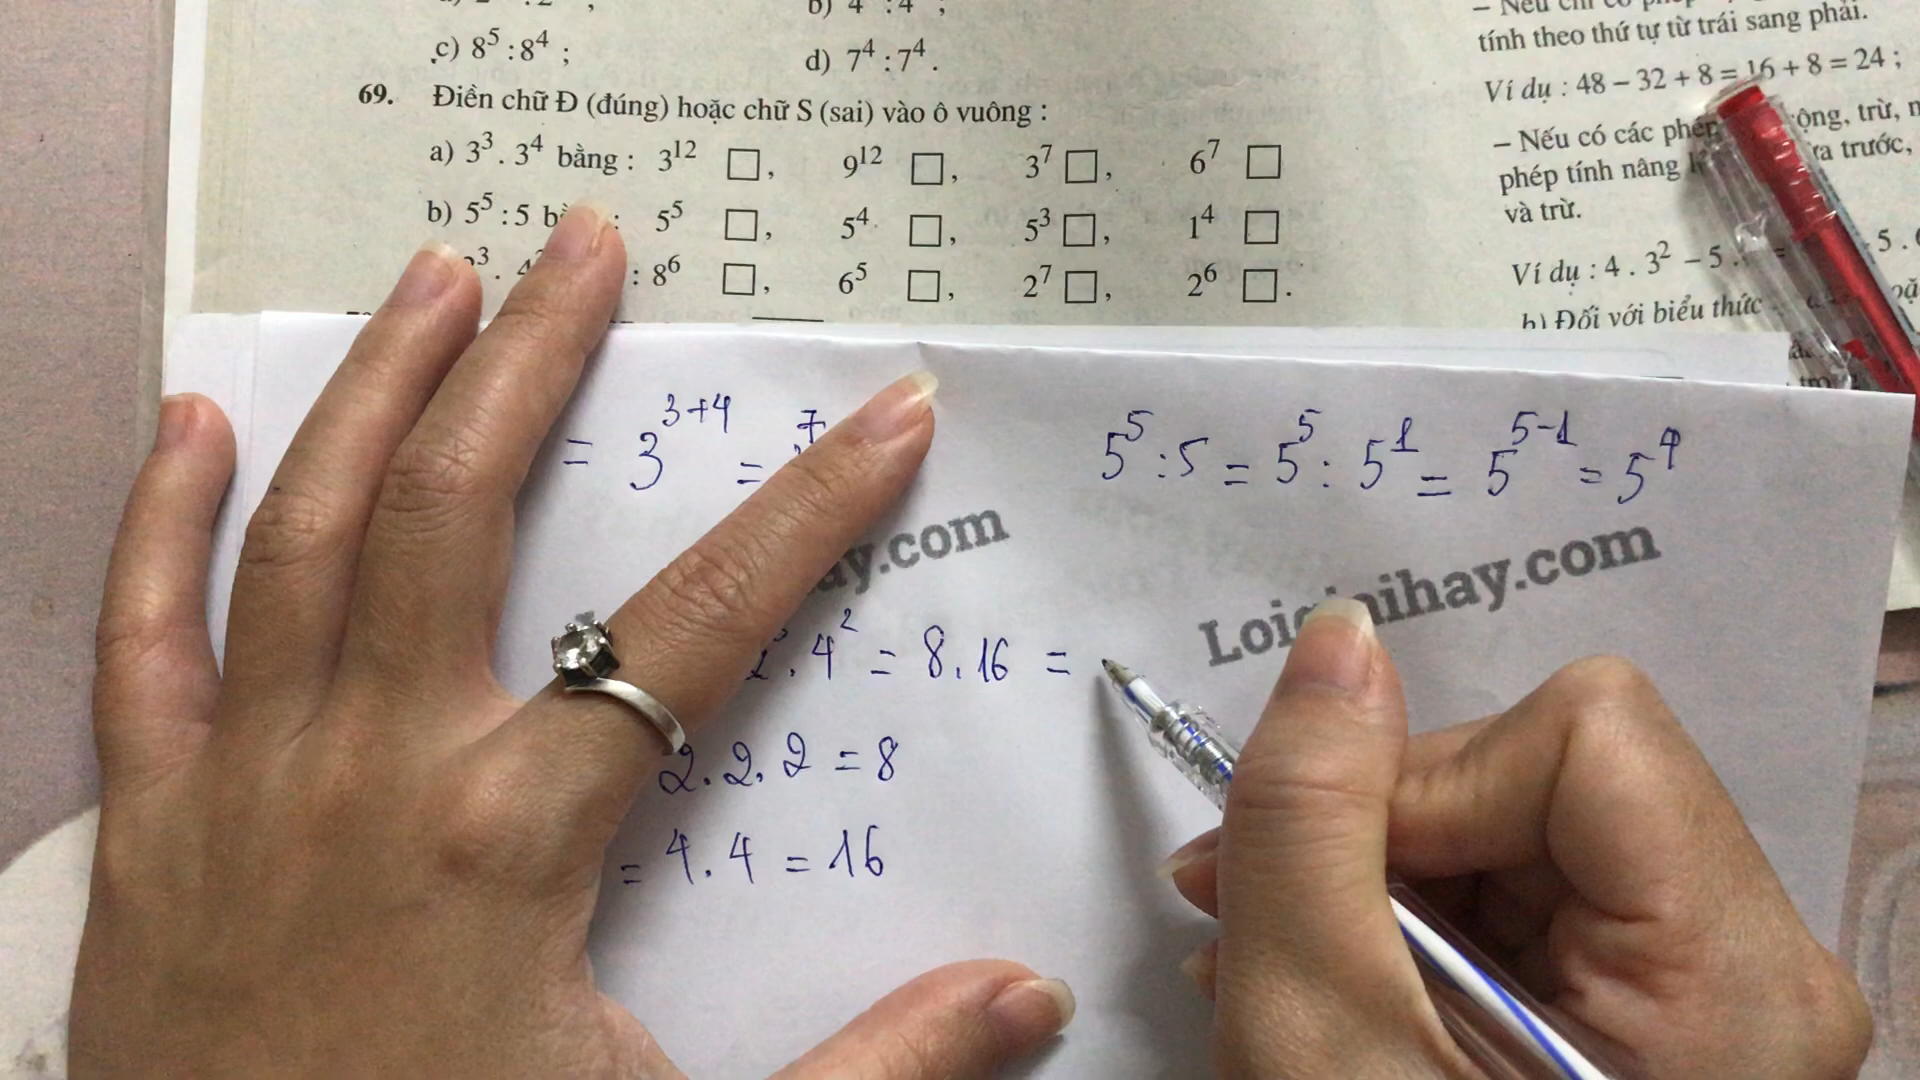 c) 8⁵ : 8⁴ ;
d) 7⁴ : 7⁴ .
69. Điền chữ Đ (đúng) hoặc chữ S (sai) vào ô vuông :
a) 3³ . 3⁴ bằng : 3¹² □, 9¹² □, 3⁷ □, 6⁷ □
b) 5⁵ : 5 : 5⁵ □, 5⁴ □, 5³ □, 1⁴ □
: 8⁶ □, 6⁵ □, 2⁷ □, 2⁶ □.
tính theo thứ tự từ trái sang phải.
Ví dụ : 48 – 32 + 8 = 16 + 8 = 24 ;
– Nếu có các phép trừ,
phép tính nâng trước,
và trừ.
Ví dụ : 4 . 3² – 5 . = 5 .
Đối với biểu thức
= 3³⁺⁴ =
5⁵ : 5 = 5⁵ : 5¹ = 5⁵⁻¹ = 5⁴
.com
Loigiaihay.com
. 4² = 8 . 16 =
2 . 2 . 2 = 8
= 4 . 4 = 16